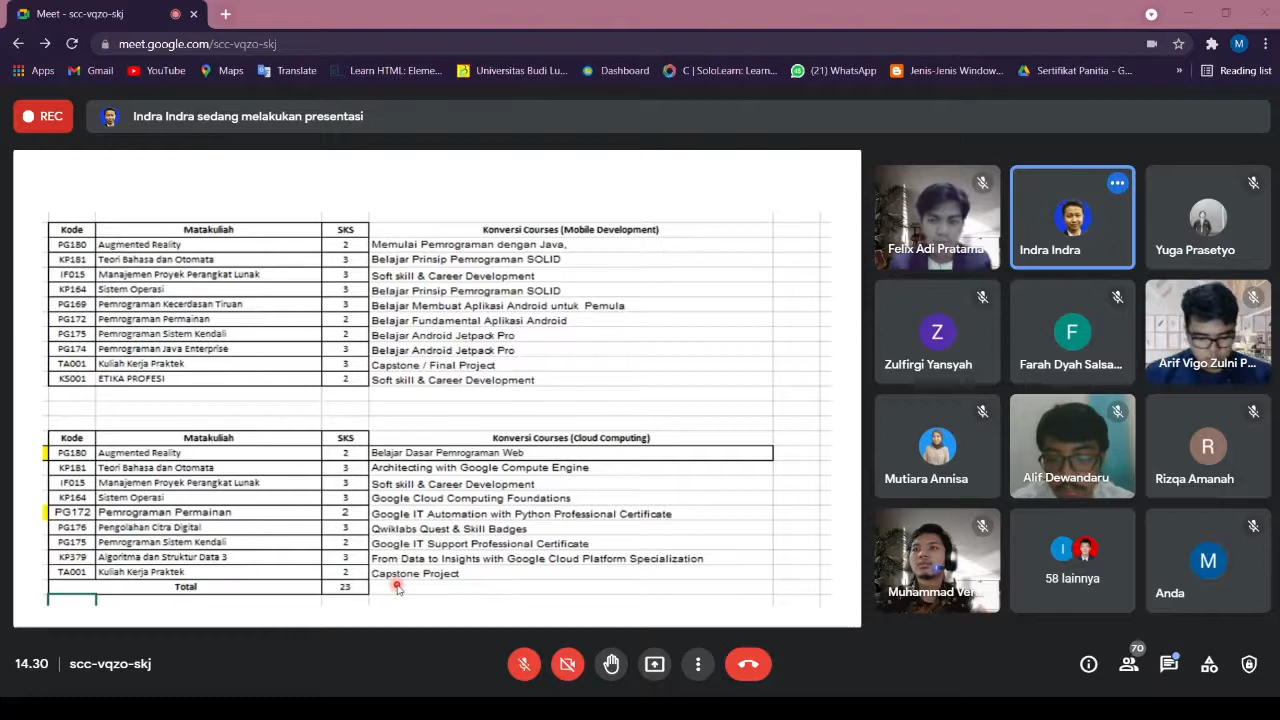 Meet - scc-vqzo-skj
meet.google.com/scc-vqzo-skj
M
Apps Gmail YouTube Maps Translate Learn HTML: Eleme... Universitas Budi Lu... Dashboard C | SoloLearn: Learn... (21) WhatsApp Jenis-Jenis Window... Sertifikat Panitia - G... » Reading list
REC Indra Indra sedang melakukan presentasi
Kode Matakuliah SKS Konversi Courses (Mobile Development)
PG180 Augmented Reality 2 Memulai Pemrograman dengan Java,
KP181 Teori Bahasa dan Otomata 3 Belajar Prinsip Pemrograman SOLID
IF015 Manajemen Proyek Perangkat Lunak 3 Soft skill & Career Development
KP164 Sistem Operasi 3 Belajar Prinsip Pemrograman SOLID
PG169 Pemrograman Kecerdasan Tiruan 3 Belajar Membuat Aplikasi Android untuk Pemula
PG172 Pemrograman Permainan 2 Belajar Fundamental Aplikasi Android
PG175 Pemrograman Sistem Kendali 2 Belajar Android Jetpack Pro
PG174 Pemrograman Java Enterprise 3 Belajar Android Jetpack Pro
TA001 Kuliah Kerja Praktek 3 Capstone / Final Project
KS001 ETIKA PROFESI 2 Soft skill & Career Development
Kode Matakuliah SKS Konversi Courses (Cloud Computing)
PG180 Augmented Reality 2 Belajar Dasar Pemrograman Web
KP181 Teori Bahasa dan Otomata 3 Architecting with Google Compute Engine
IF015 Manajemen Proyek Perangkat Lunak 3 Soft skill & Career Development
KP164 Sistem Operasi 3 Google Cloud Computing Foundations
PG172 Pemrograman Permainan 2 Google IT Automation with Python Professional Certificate
PG176 Pengolahan Citra Digital 3 Qwiklabs Quest & Skill Badges
PG175 Pemrograman Sistem Kendali 2 Google IT Support Professional Certificate
KP379 Algoritma dan Struktur Data 3 3 From Data to Insights with Google Cloud Platform Specialization
TA001 Kuliah Kerja Praktek 2 Capstone Project
Total 23
Felix Adi Pratama
Indra Indra
Yuga Prasetyo
Z
Zulfirgi Yansyah
F
Farah Dyah Salsa...
Arif Vigo Zulni P...
Mutiara Annisa
Alif Dewandaru
R
Rizqa Amanah
Muhammad Ver...
I
58 lainnya
M
Anda
14.30 | scc-vqzo-skj
70